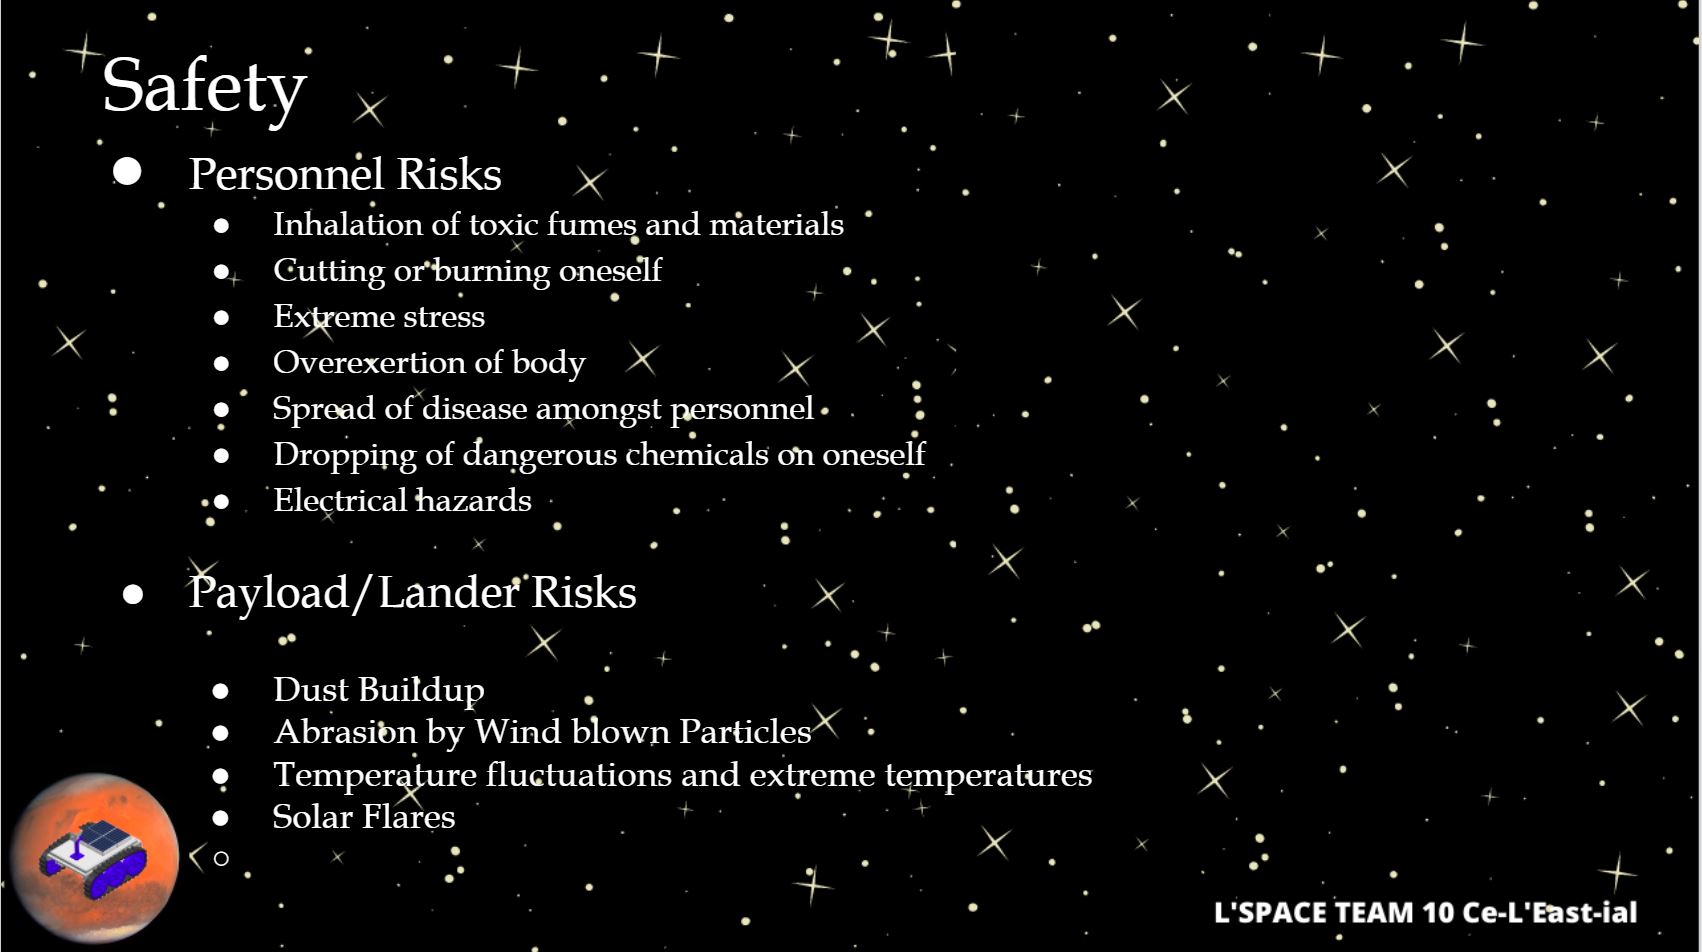 Safety
● Personnel Risks
● Inhalation of toxic fumes and materials
● Cutting or burning oneself
● Extreme stress
● Overexertion of body
● Spread of disease amongst personnel
● Dropping of dangerous chemicals on oneself
● Electrical hazards
● Payload/Lander Risks
● Dust Buildup
● Abrasion by Wind blown Particles
● Temperature fluctuations and extreme temperatures
● Solar Flares
○
L'SPACE TEAM 10 Ce-L'East-ial